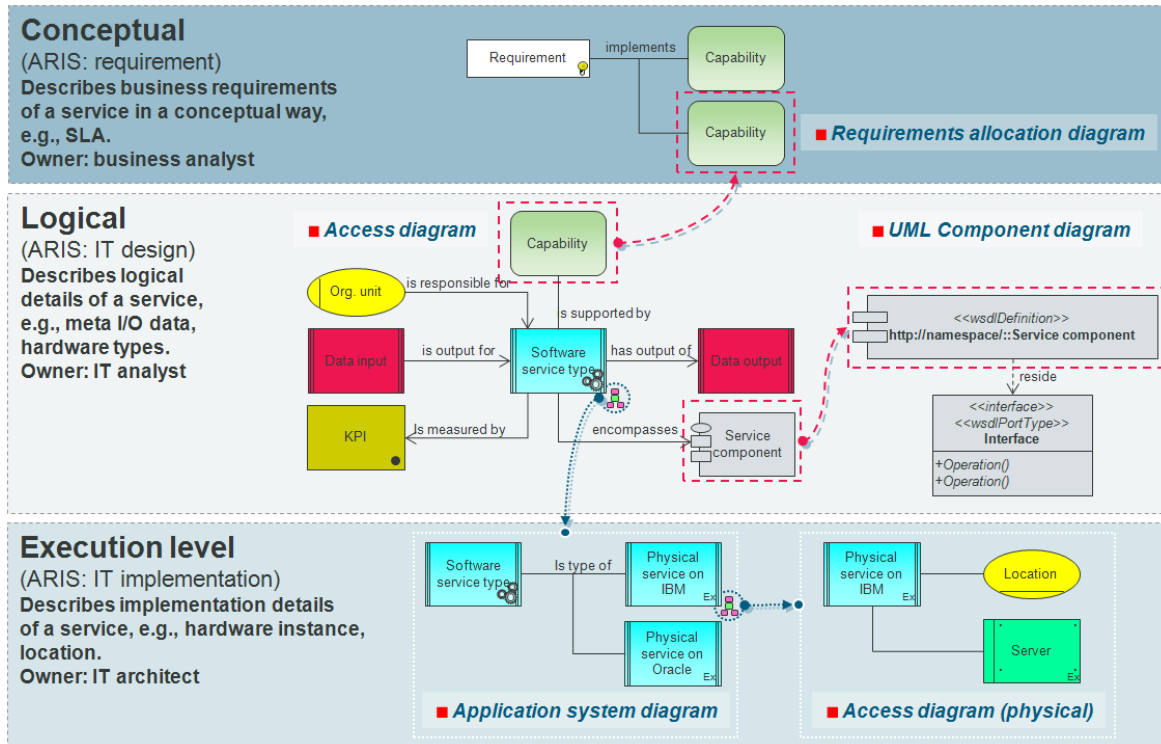 Conceptual
(ARIS: requirement)
Describes business requirements
of a service in a conceptual way,
e.g., SLA.
Owner: business analyst
Requirement
implements
Capability
Capability
Requirements allocation diagram
Logical
(ARIS: IT design)
Describes logical
details of a service,
e.g., meta I/O data,
hardware types.
Owner: IT analyst
Access diagram
Capability
UML Component diagram
Org. unit
is responsible for
is supported by
Data input
is output for
Software
service type
has output of
Data output
KPI
Is measured by
encompasses
Service
component
<<wsdlDefinition>>
http://namespace/::Service component
reside
<<interface>>
<<wsdlPortType>>
Interface
+Operation()
+Operation()
Execution level
(ARIS: IT implementation)
Describes implementation details
of a service, e.g., hardware instance,
location.
Owner: IT architect
Software
service type
Is type of
Physical
service on
IBM
Ex
Physical
service on
Oracle
Ex
Application system diagram
Physical
service on
IBM
Ex
Location
Server
Ex
Access diagram (physical)